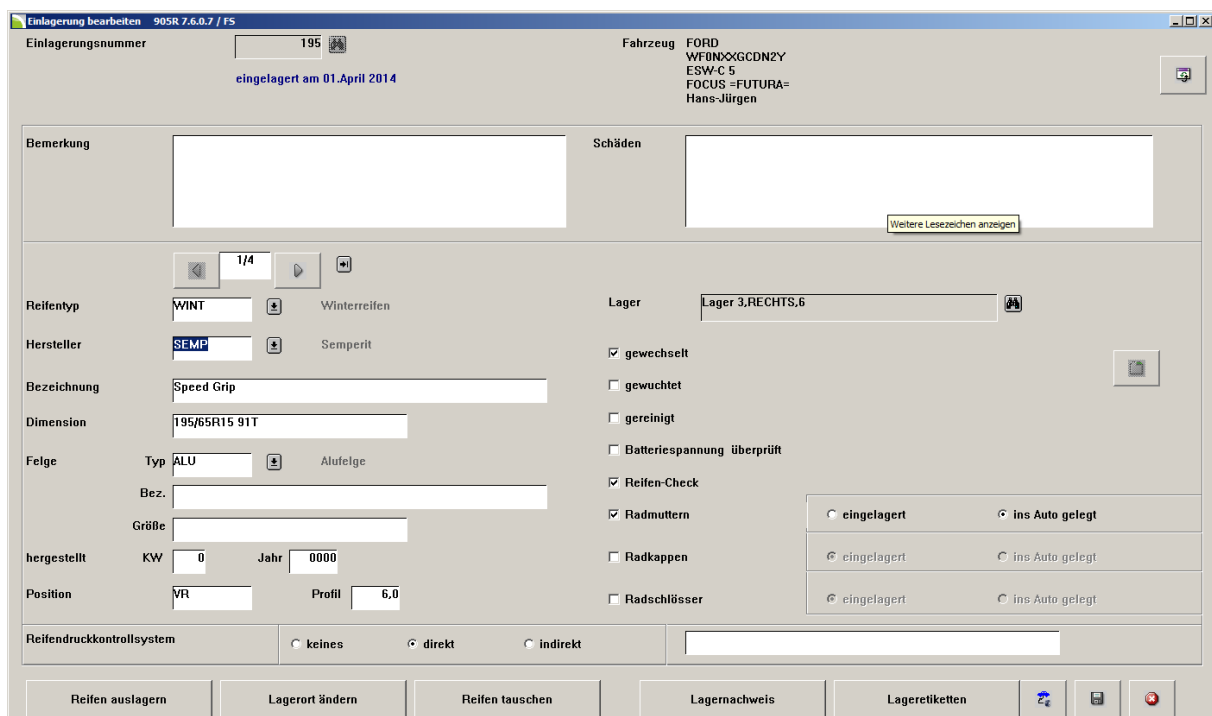 Einlagerung bearbeiten 905R 7.6.0.7 / FS
Einlagerungsnummer 195
eingelagert am 01.April 2014
Fahrzeug FORD
WF0NXXGCDN2Y
ESW-C 5
FOCUS =FUTURA=
Hans-Jürgen
Bemerkung
Schäden
Weitere Lesezeichen anzeigen
1/4
Reifentyp WINT Winterreifen
Lager Lager 3,RECHTS,6
Hersteller SEMP Semperit
gewechselt
Bezeichnung Speed Grip
gewuchtet
Dimension 195/65R15 91T
gereinigt
Batteriespannung überprüft
Felge Typ ALU Alufelge
Reifen-Check
Bez.
Radmuttern eingelagert ins Auto gelegt
Größe
hergestellt KW 0 Jahr 0000
Radkappen eingelagert ins Auto gelegt
Position VR Profil 6,0
Radschlösser eingelagert ins Auto gelegt
Reifendruckkontrollsystem keines direkt indirekt
Reifen auslagern Lagerort ändern Reifen tauschen Lagernachweis Lageretiketten